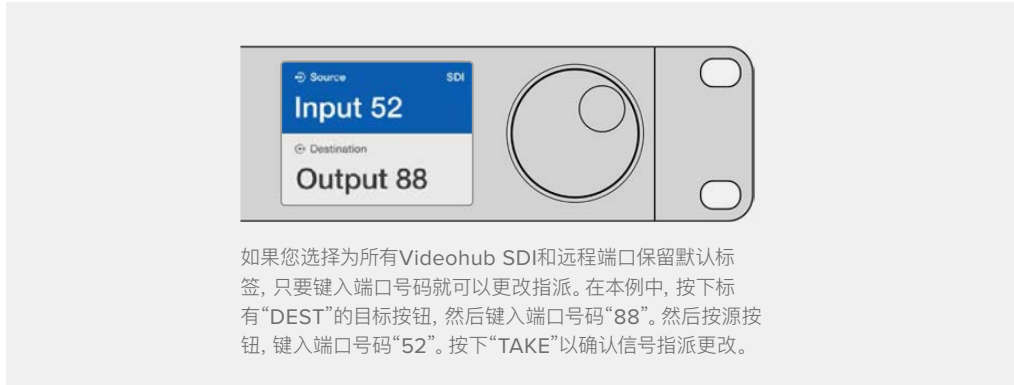 Source SDI
Input 52
Destination
Output 88
如果您选择为所有Videohub SDI和远程端口保留默认标
签, 只要键入端口号码就可以更改指派。在本例中, 按下标
有“DEST”的目标按钮, 然后键入端口号码“88”。然后按源按
钮, 键入端口号码“52”。按下“TAKE”以确认信号指派更改。